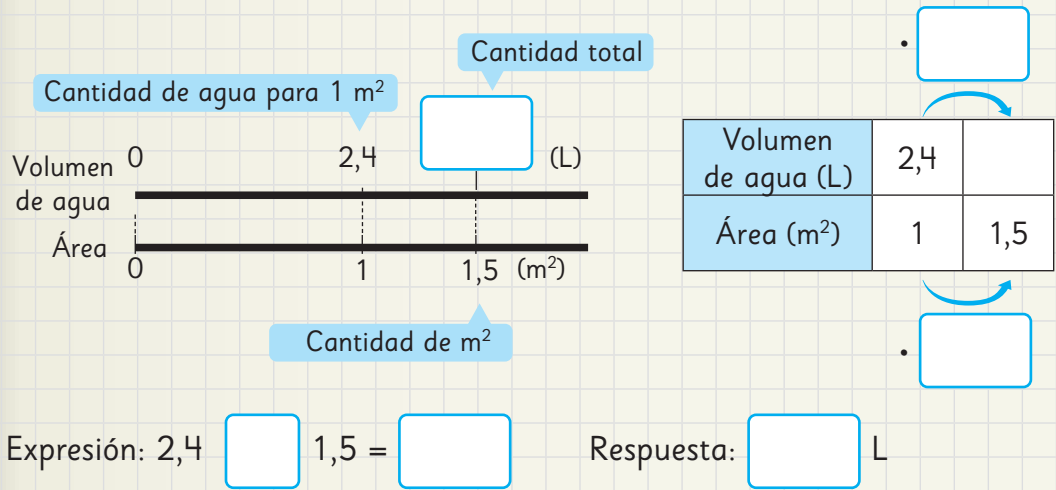 Cantidad total
Cantidad de agua para 1 m²
Volumen
de agua
0 2,4 (L)
Área
0 1 1,5 (m²)
Cantidad de m²
·
Volumen
de agua (L)
2,4
Área (m²) 1 1,5
·
Expresión: 2,4 1,5 =
Respuesta: L